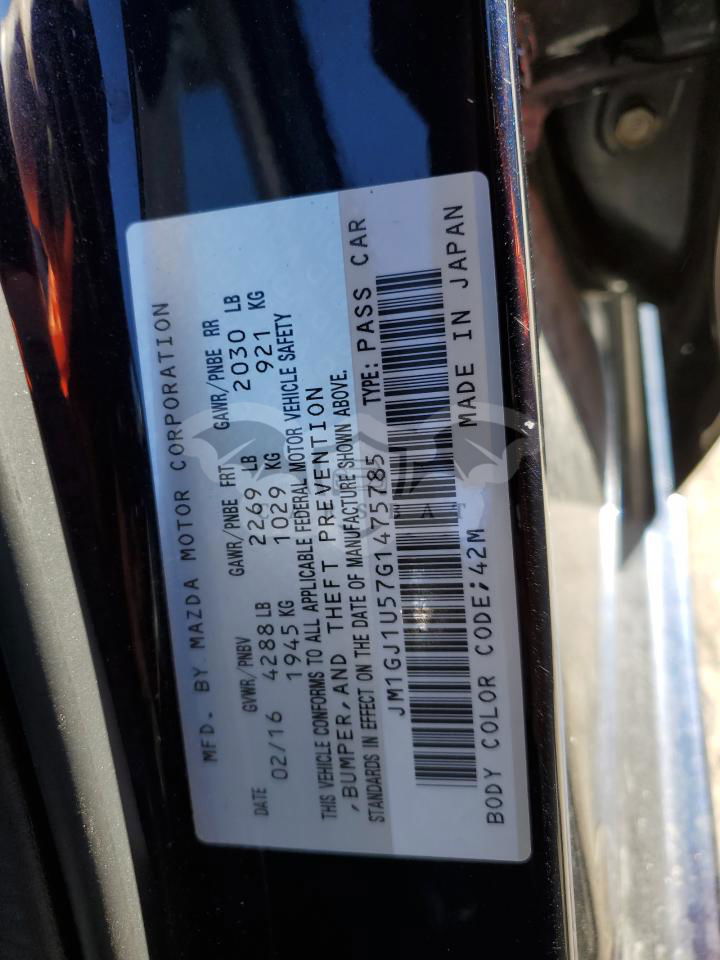 MFD. BY MAZDA MOTOR CORPORATION
DATE GVWR/PNBV GAWR/PNBE FRT GAWR/PNBE RR
02/16 4288 LB 2269 LB 2030 LB
1945 KG 1029 KG 921 KG
THIS VEHICLE CONFORMS TO ALL APPLICABLE FEDERAL MOTOR VEHICLE SAFETY
,BUMPER,AND THEFT PREVENTION
STANDARDS IN EFFECT ON THE DATE OF MANUFACTURE SHOWN ABOVE.
JM1GJ1U57G1475785 TYPE: PASS CAR
BODY COLOR CODE;42M MADE IN JAPAN